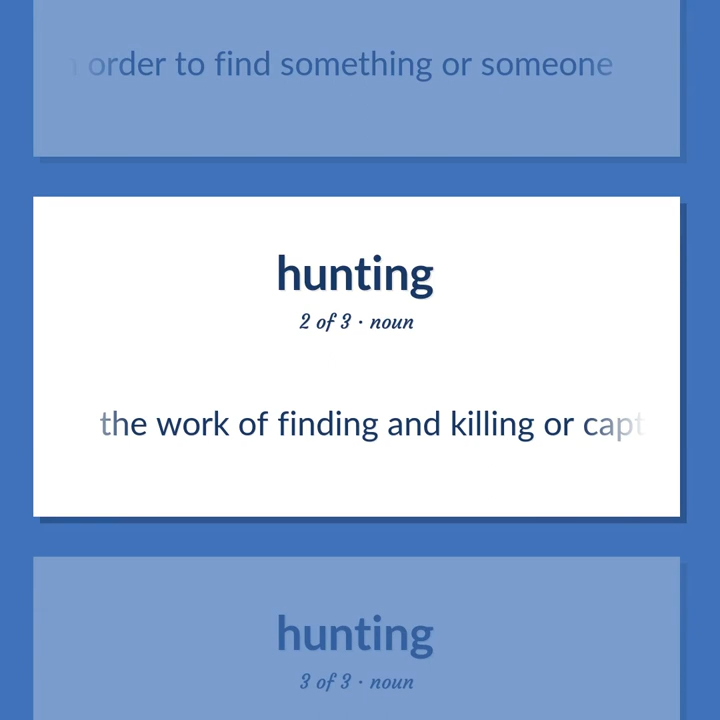 order to find something or someone
hunting
2 of 3 · noun
the work of finding and killing or capt
hunting
3 of 3 · noun